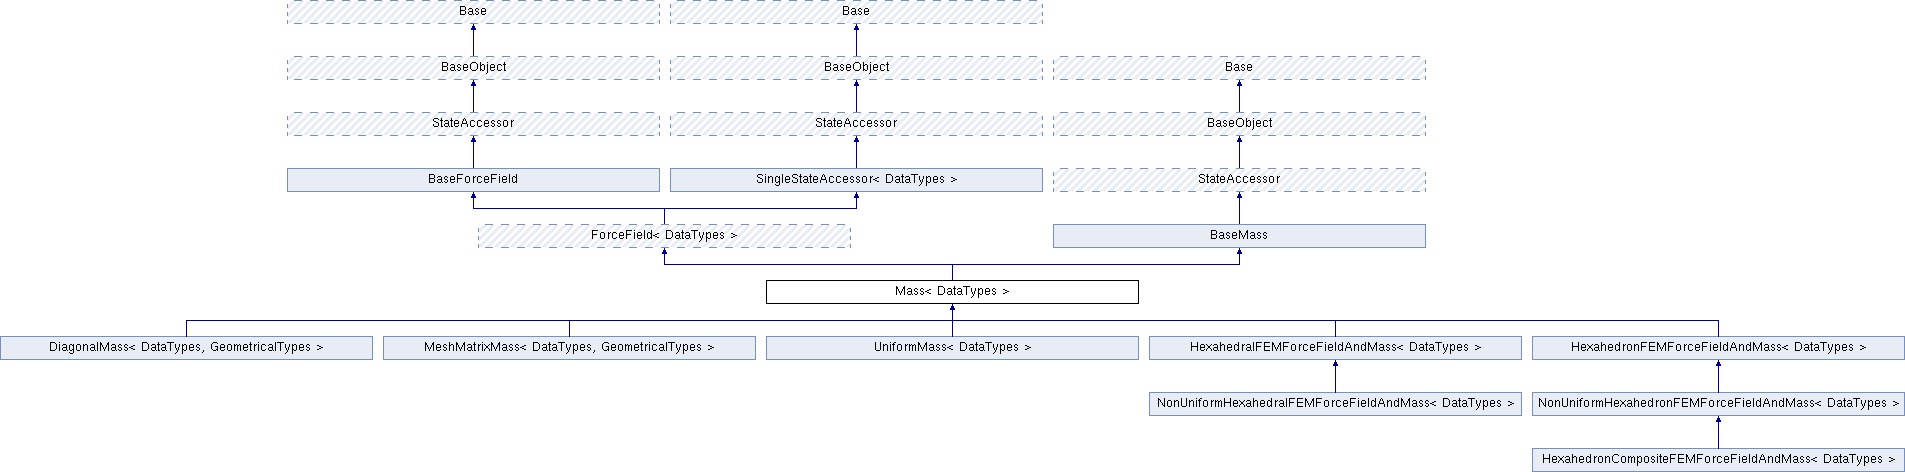 Base
Base
BaseObject
BaseObject
Base
StateAccessor
StateAccessor
BaseObject
BaseForceField
SingleStateAccessor< DataTypes >
StateAccessor
ForceField< DataTypes >
BaseMass
Mass< DataTypes >
DiagonalMass< DataTypes, GeometricalTypes >
MeshMatrixMass< DataTypes, GeometricalTypes >
UniformMass< DataTypes >
HexahedralFEMForceFieldAndMass< DataTypes >
HexahedronFEMForceFieldAndMass< DataTypes >
NonUniformHexahedralFEMForceFieldAndMass< DataTypes >
NonUniformHexahedronFEMForceFieldAndMass< DataTypes >
HexahedronCompositeFEMForceFieldAndMass< DataTypes >